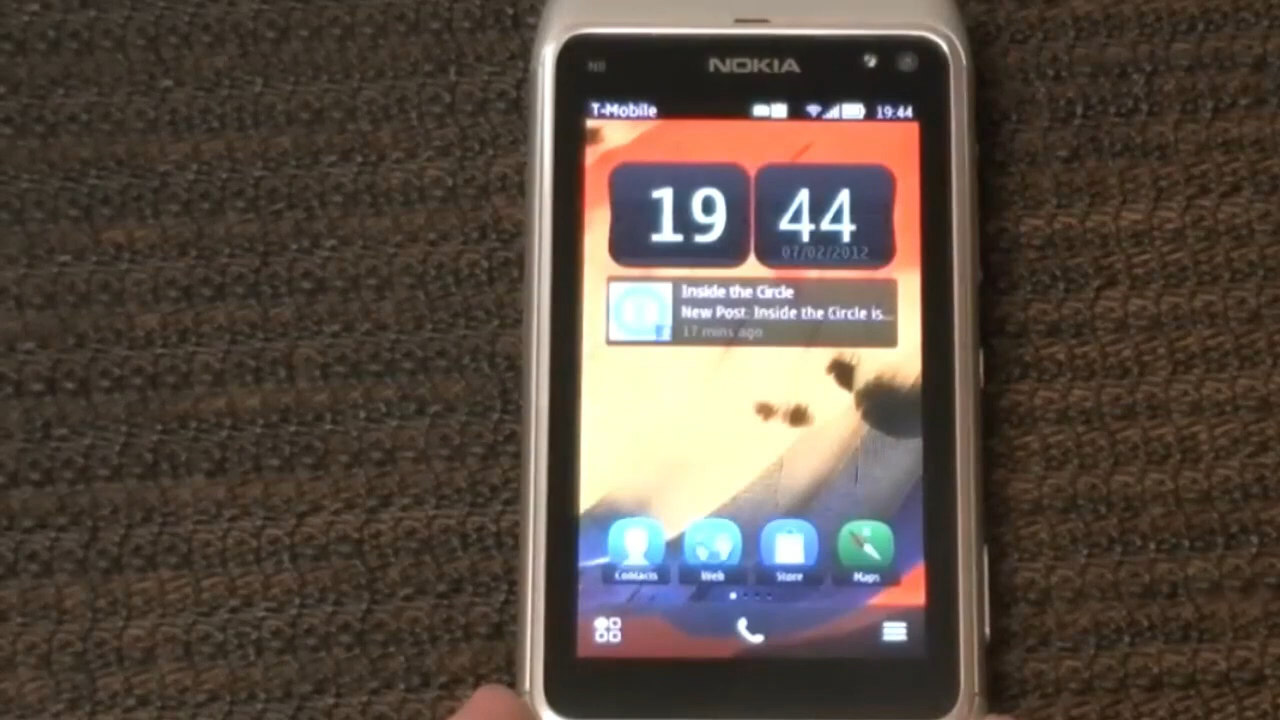 N8
NOKIA
T-Mobile 19:44
19 44
07/02/2012
Inside the Circle
New Post: Inside the Circle is...
17 mins ago
Contacts Web Store Maps